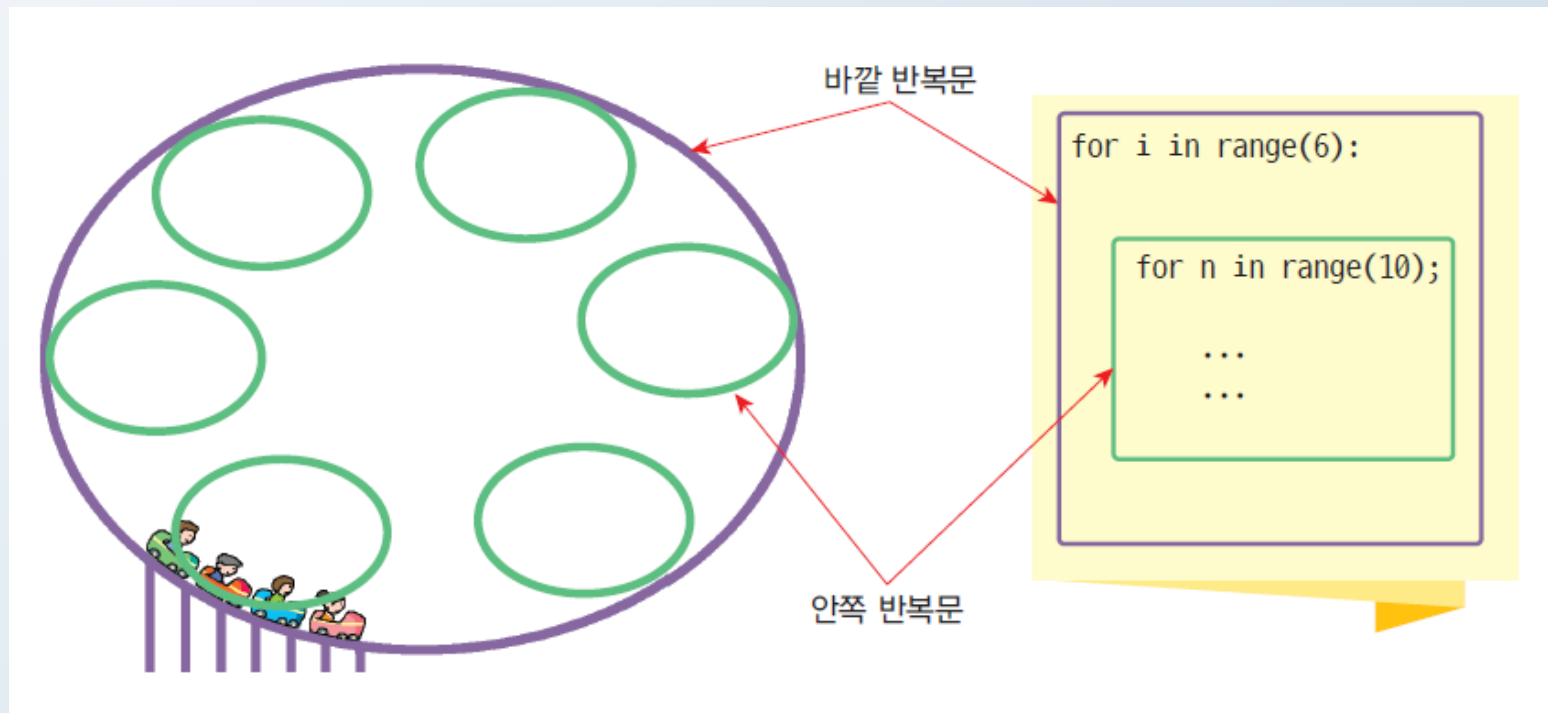 바깥 반복문
for i in range(6):
for n in range(10);
...
...
안쪽 반복문